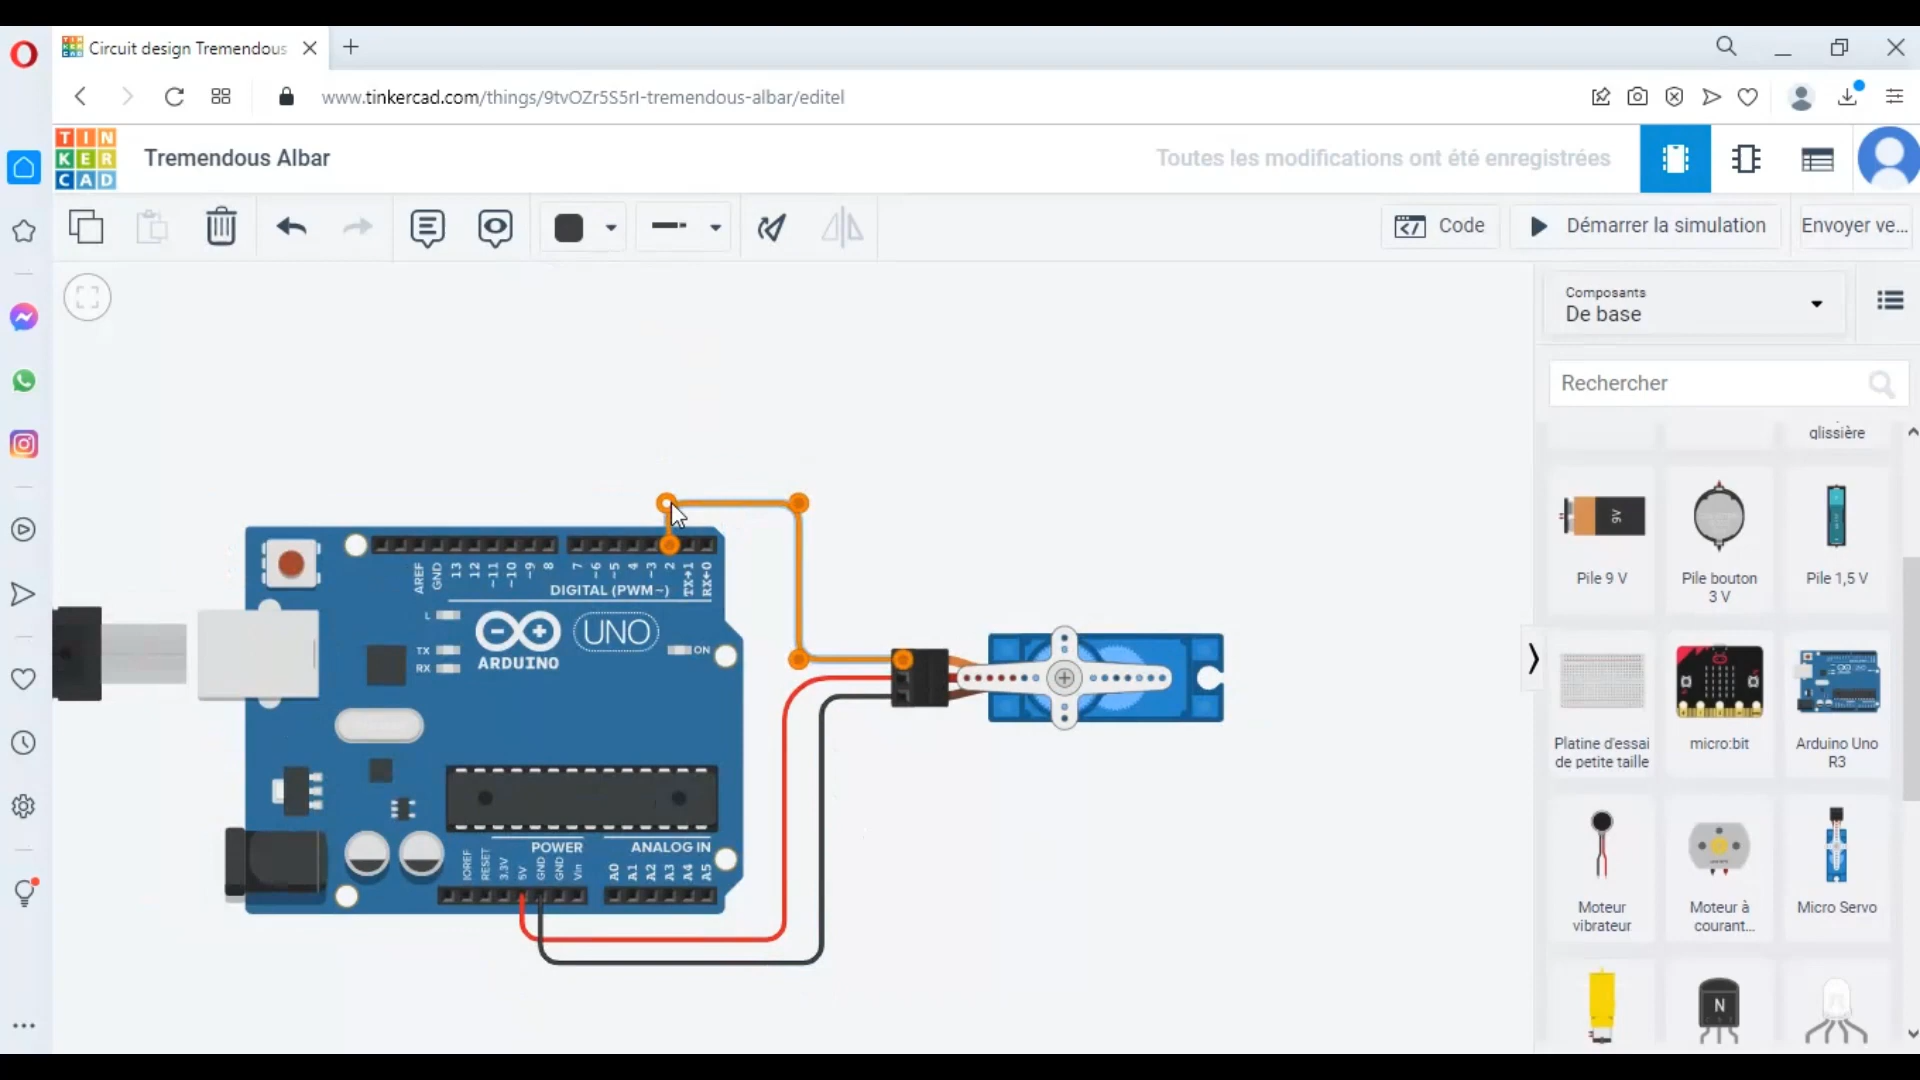 Circuit design Tremendous
www.tinkercad.com/things/9tvOZr5S5rI-tremendous-albar/editel
TIN
KER
CAD
Tremendous Albar
Toutes les modifications ont été enregistrées
Code
Démarrer la simulation
Envoyer ve...
Composants
De base
Rechercher
glissière
9V
Pile 9 V
Pile bouton
3 V
Pile 1,5 V
Platine d'essai
de petite taille
micro:bit
Arduino Uno
R3
Moteur
vibrateur
Moteur à
courant...
Micro Servo
N
AREF
GND
13
12
~11
~10
~9
8
7
~6
~5
4
~3
2
TX→1
RX←0
DIGITAL (PWM~)
L
TX
RX
ARDUINO
UNO
ON
POWER
ANALOG IN
IOREF
RESET
3.3V
5V
GND
GND
Vin
A0
A1
A2
A3
A4
A5